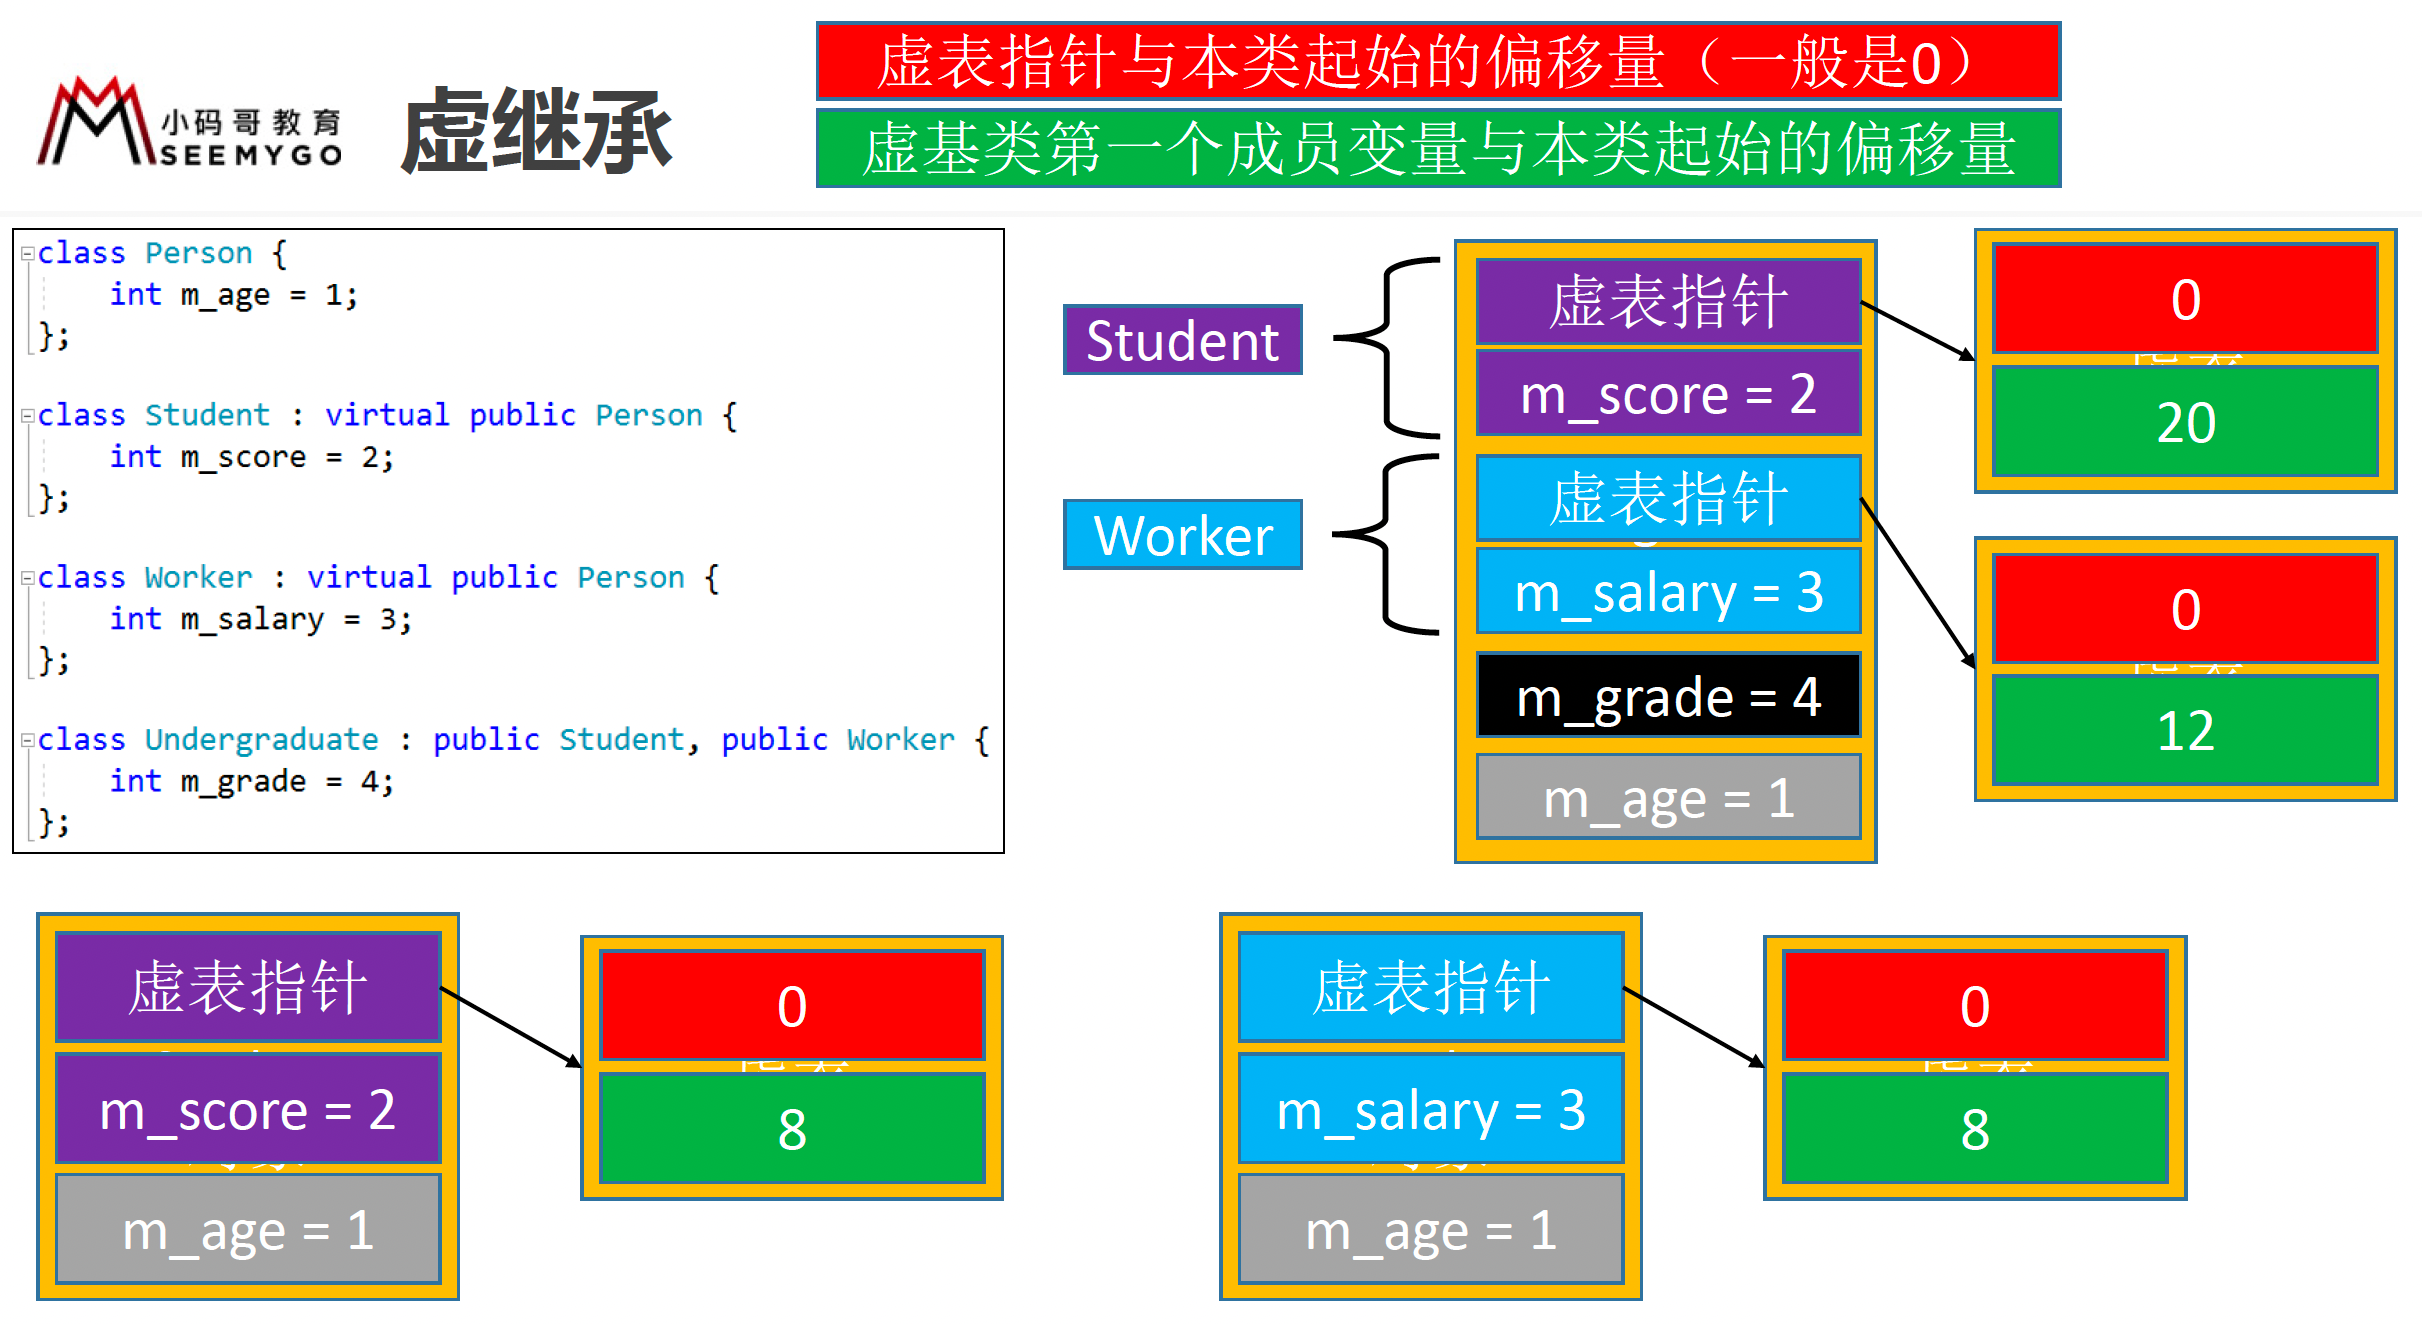 小码哥教育
SEEMYGO
虚继承
虚表指针与本类起始的偏移量（一般是0）
虚基类第一个成员变量与本类起始的偏移量
class Person {
    int m_age = 1;
};
class Student : virtual public Person {
    int m_score = 2;
};
class Worker : virtual public Person {
    int m_salary = 3;
};
class Undergraduate : public Student, public Worker {
    int m_grade = 4;
};
Student
Worker
虚表指针
m_score = 2
虚表指针
m_salary = 3
m_grade = 4
m_age = 1
0
20
0
12
虚表指针
m_score = 2
m_age = 1
0
8
虚表指针
m_salary = 3
m_age = 1
0
8